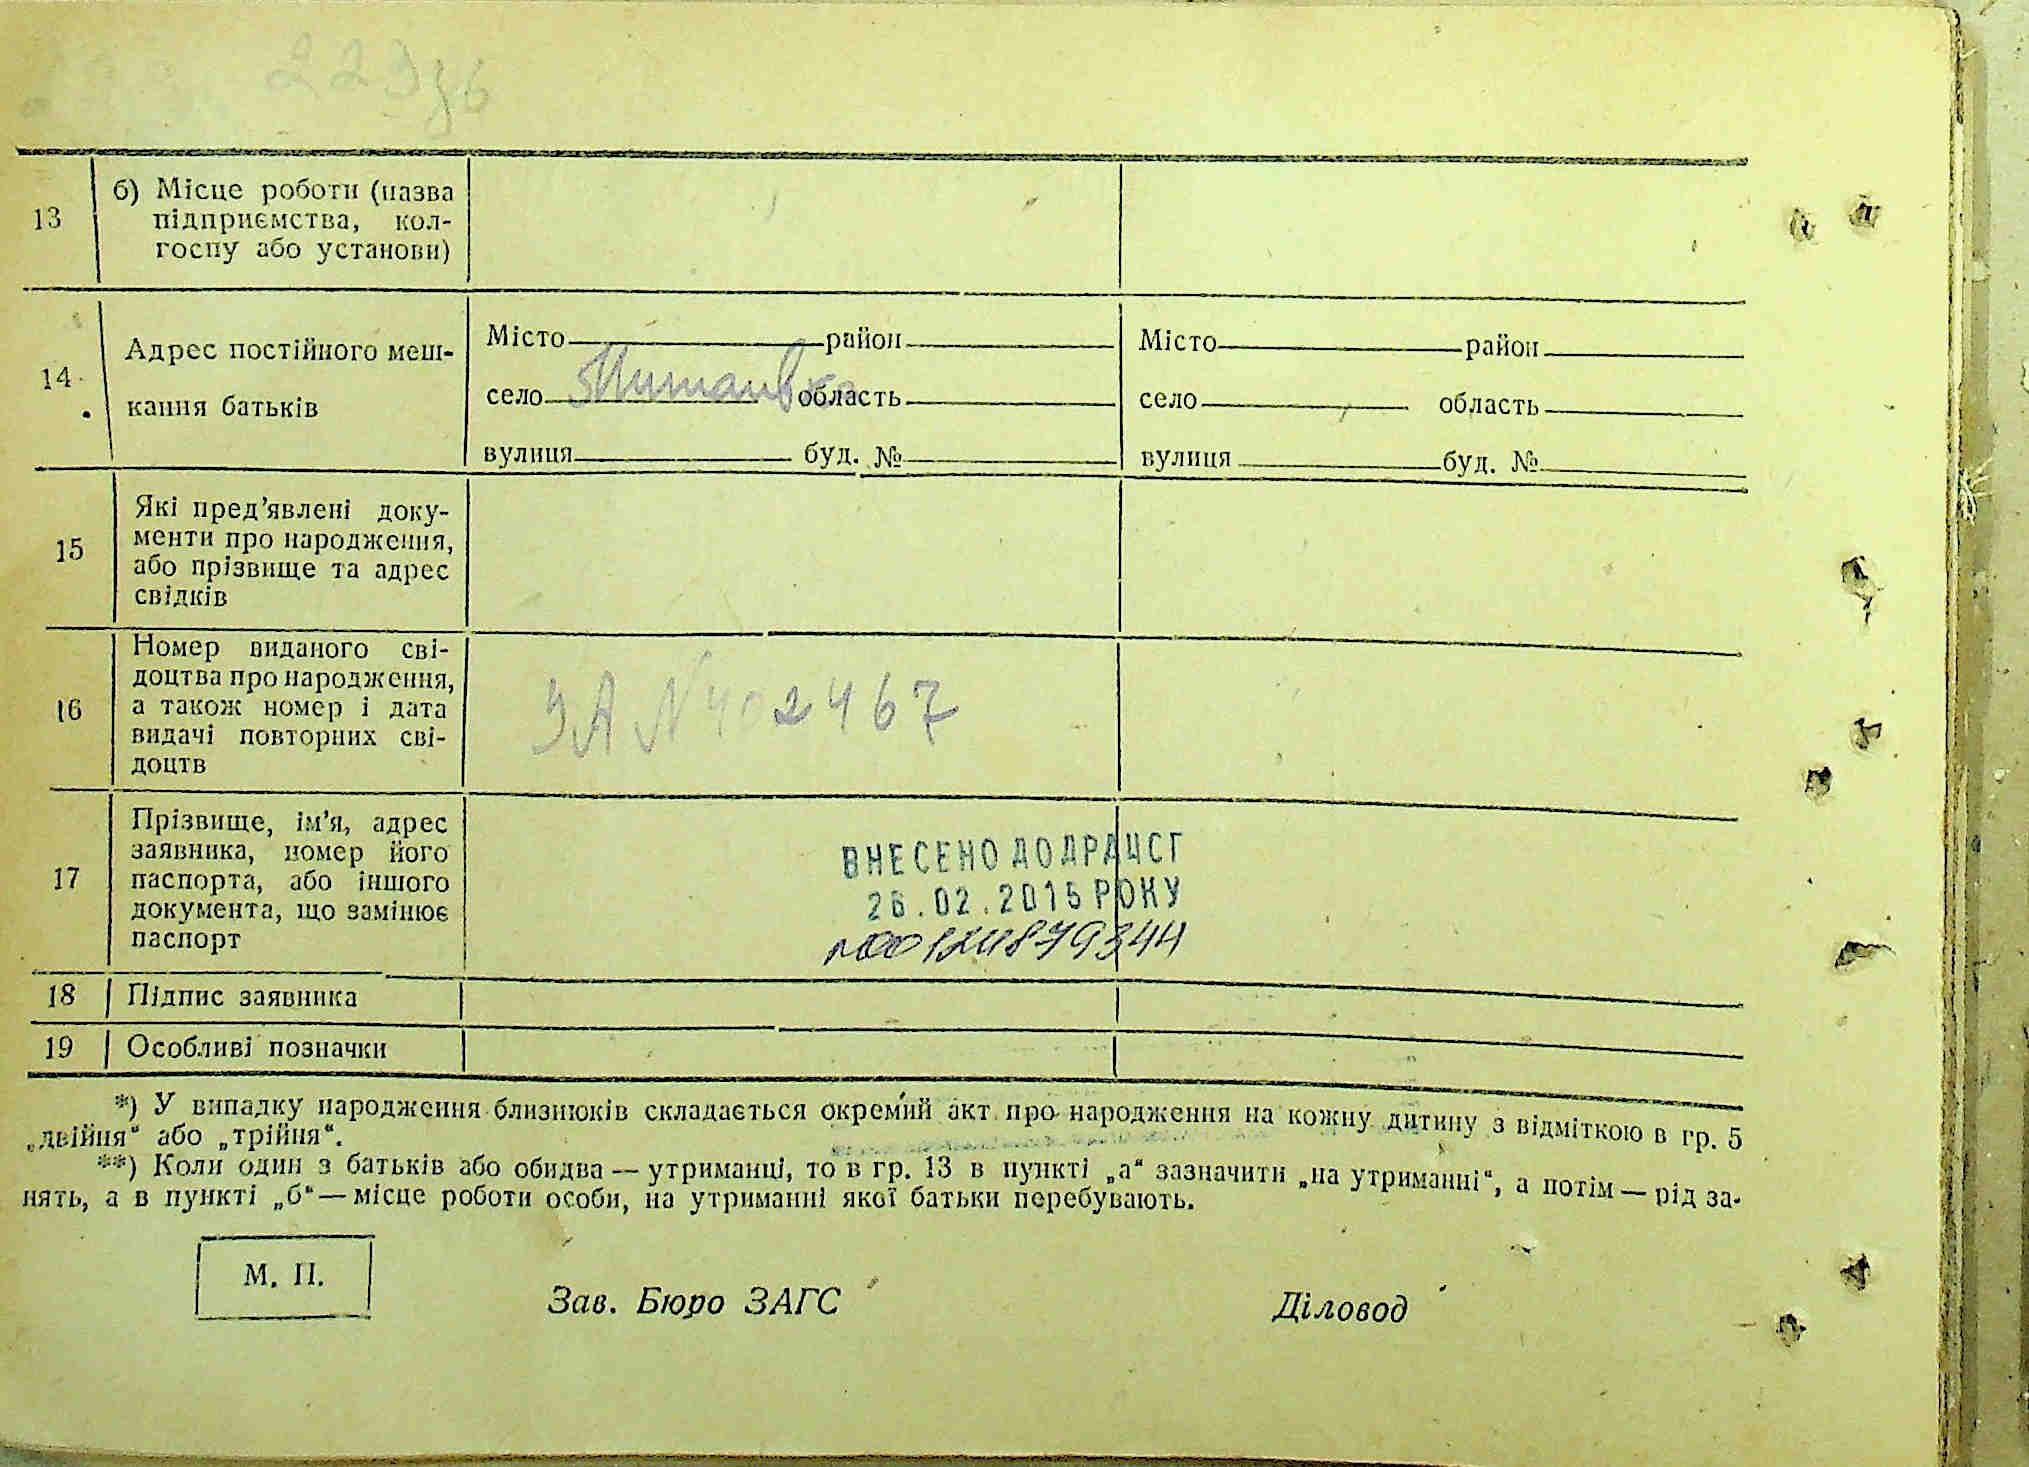 223зв
13
б) Місце роботи (назва
підприємства, кол-
госпу або установи)
14
Адрес постійного меш-
кання батьків
Місто район
село область
вулиця буд. №
Місто район
село область
вулиця буд. №
15
Які пред’явлені доку-
менти про народження,
або прізвище та адрес
свідків
16
Номер виданого сві-
доцтва про народження,
а також номер і дата
видачі повторних сві-
доцтв
УА N 402467
17
Прізвище, ім’я, адрес
заявника, номер його
паспорта, або іншого
документа, що замінює
паспорт
ВНЕСЕНО ДО ДРАЦСГ
26.02.2015 РОКУ
18 Підпис заявника
19 Особливі позначки
*) У випадку народження близнюків складається окремий акт про народження на кожну дитину з відміткою в гр. 5
„двійня“ або „трійня“.
**) Коли один з батьків або обидва — утриманці, то в гр. 13 в пункті „а“ зазначити „на утриманні“, а потім — рід за-
нять, а в пункті „б“ — місце роботи особи, на утриманні якої батьки перебувають.
М. П.
Зав. Бюро ЗАГС
Діловод